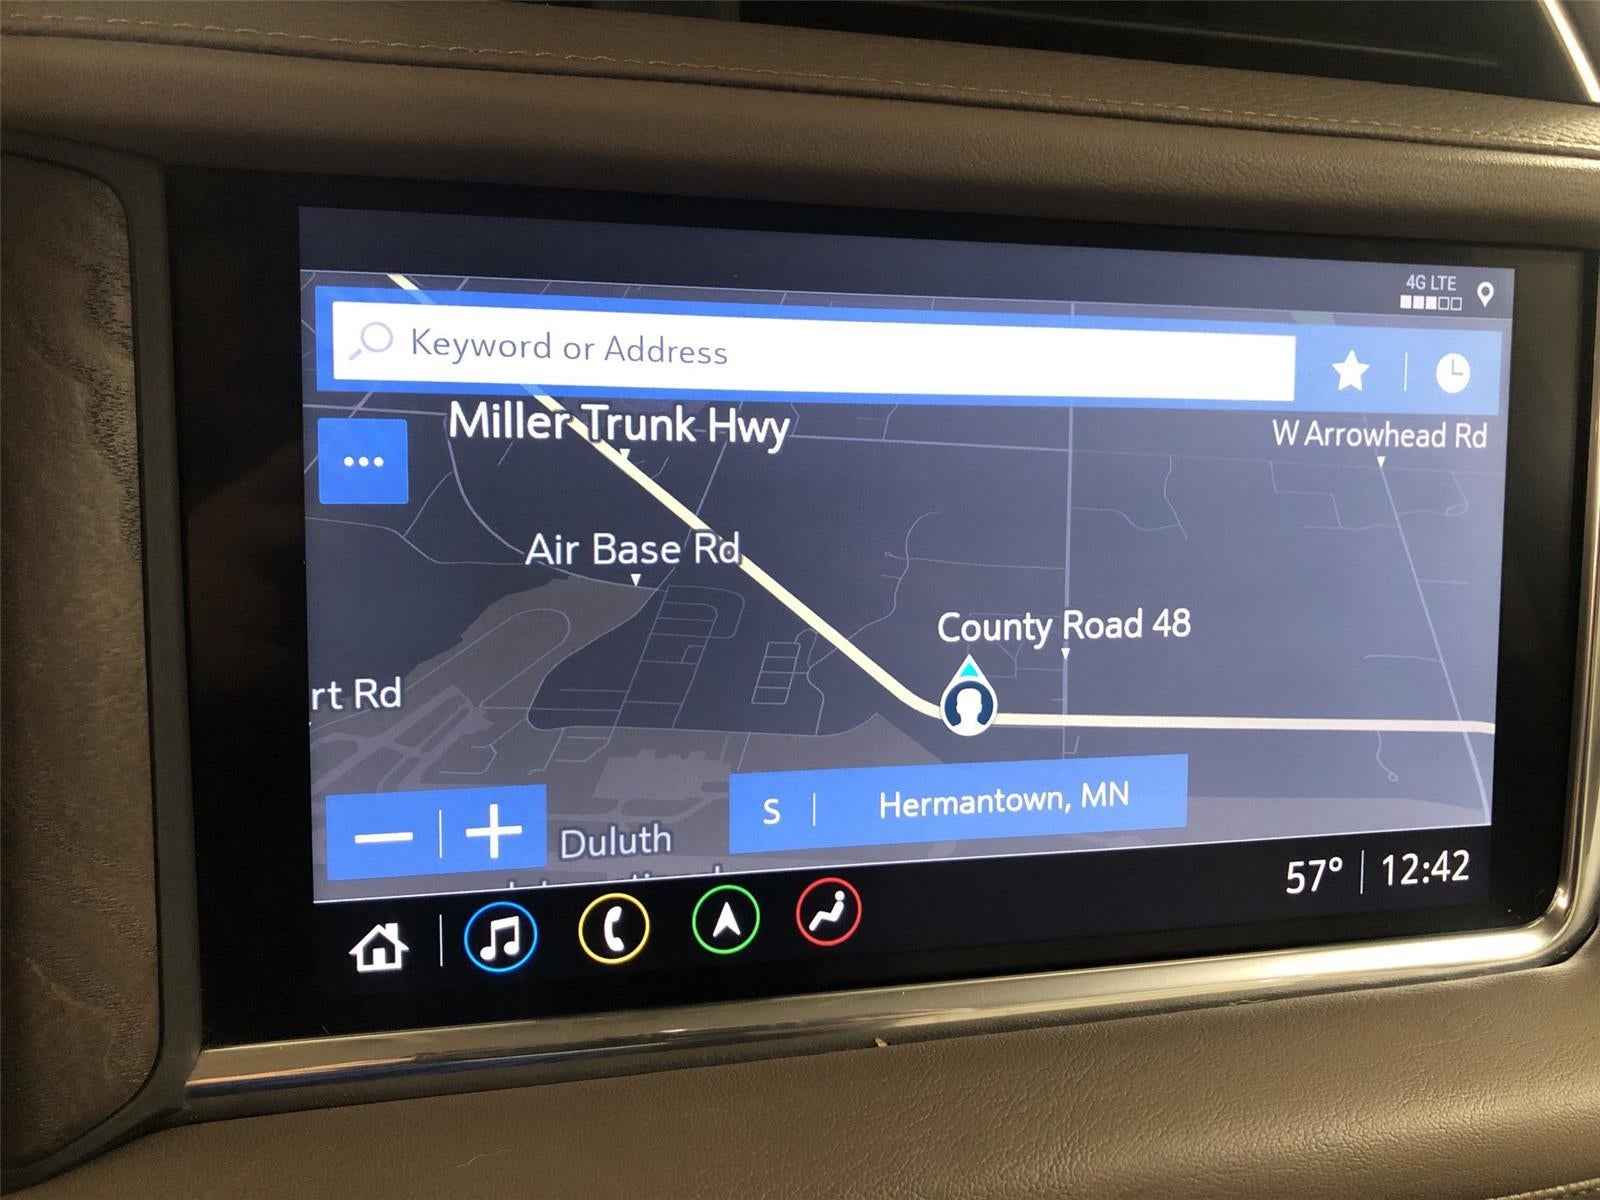 4G LTE
Keyword or Address
Miller Trunk Hwy
W Arrowhead Rd
Air Base Rd
County Road 48
rt Rd
S
Hermantown, MN
Duluth
57°
12:42